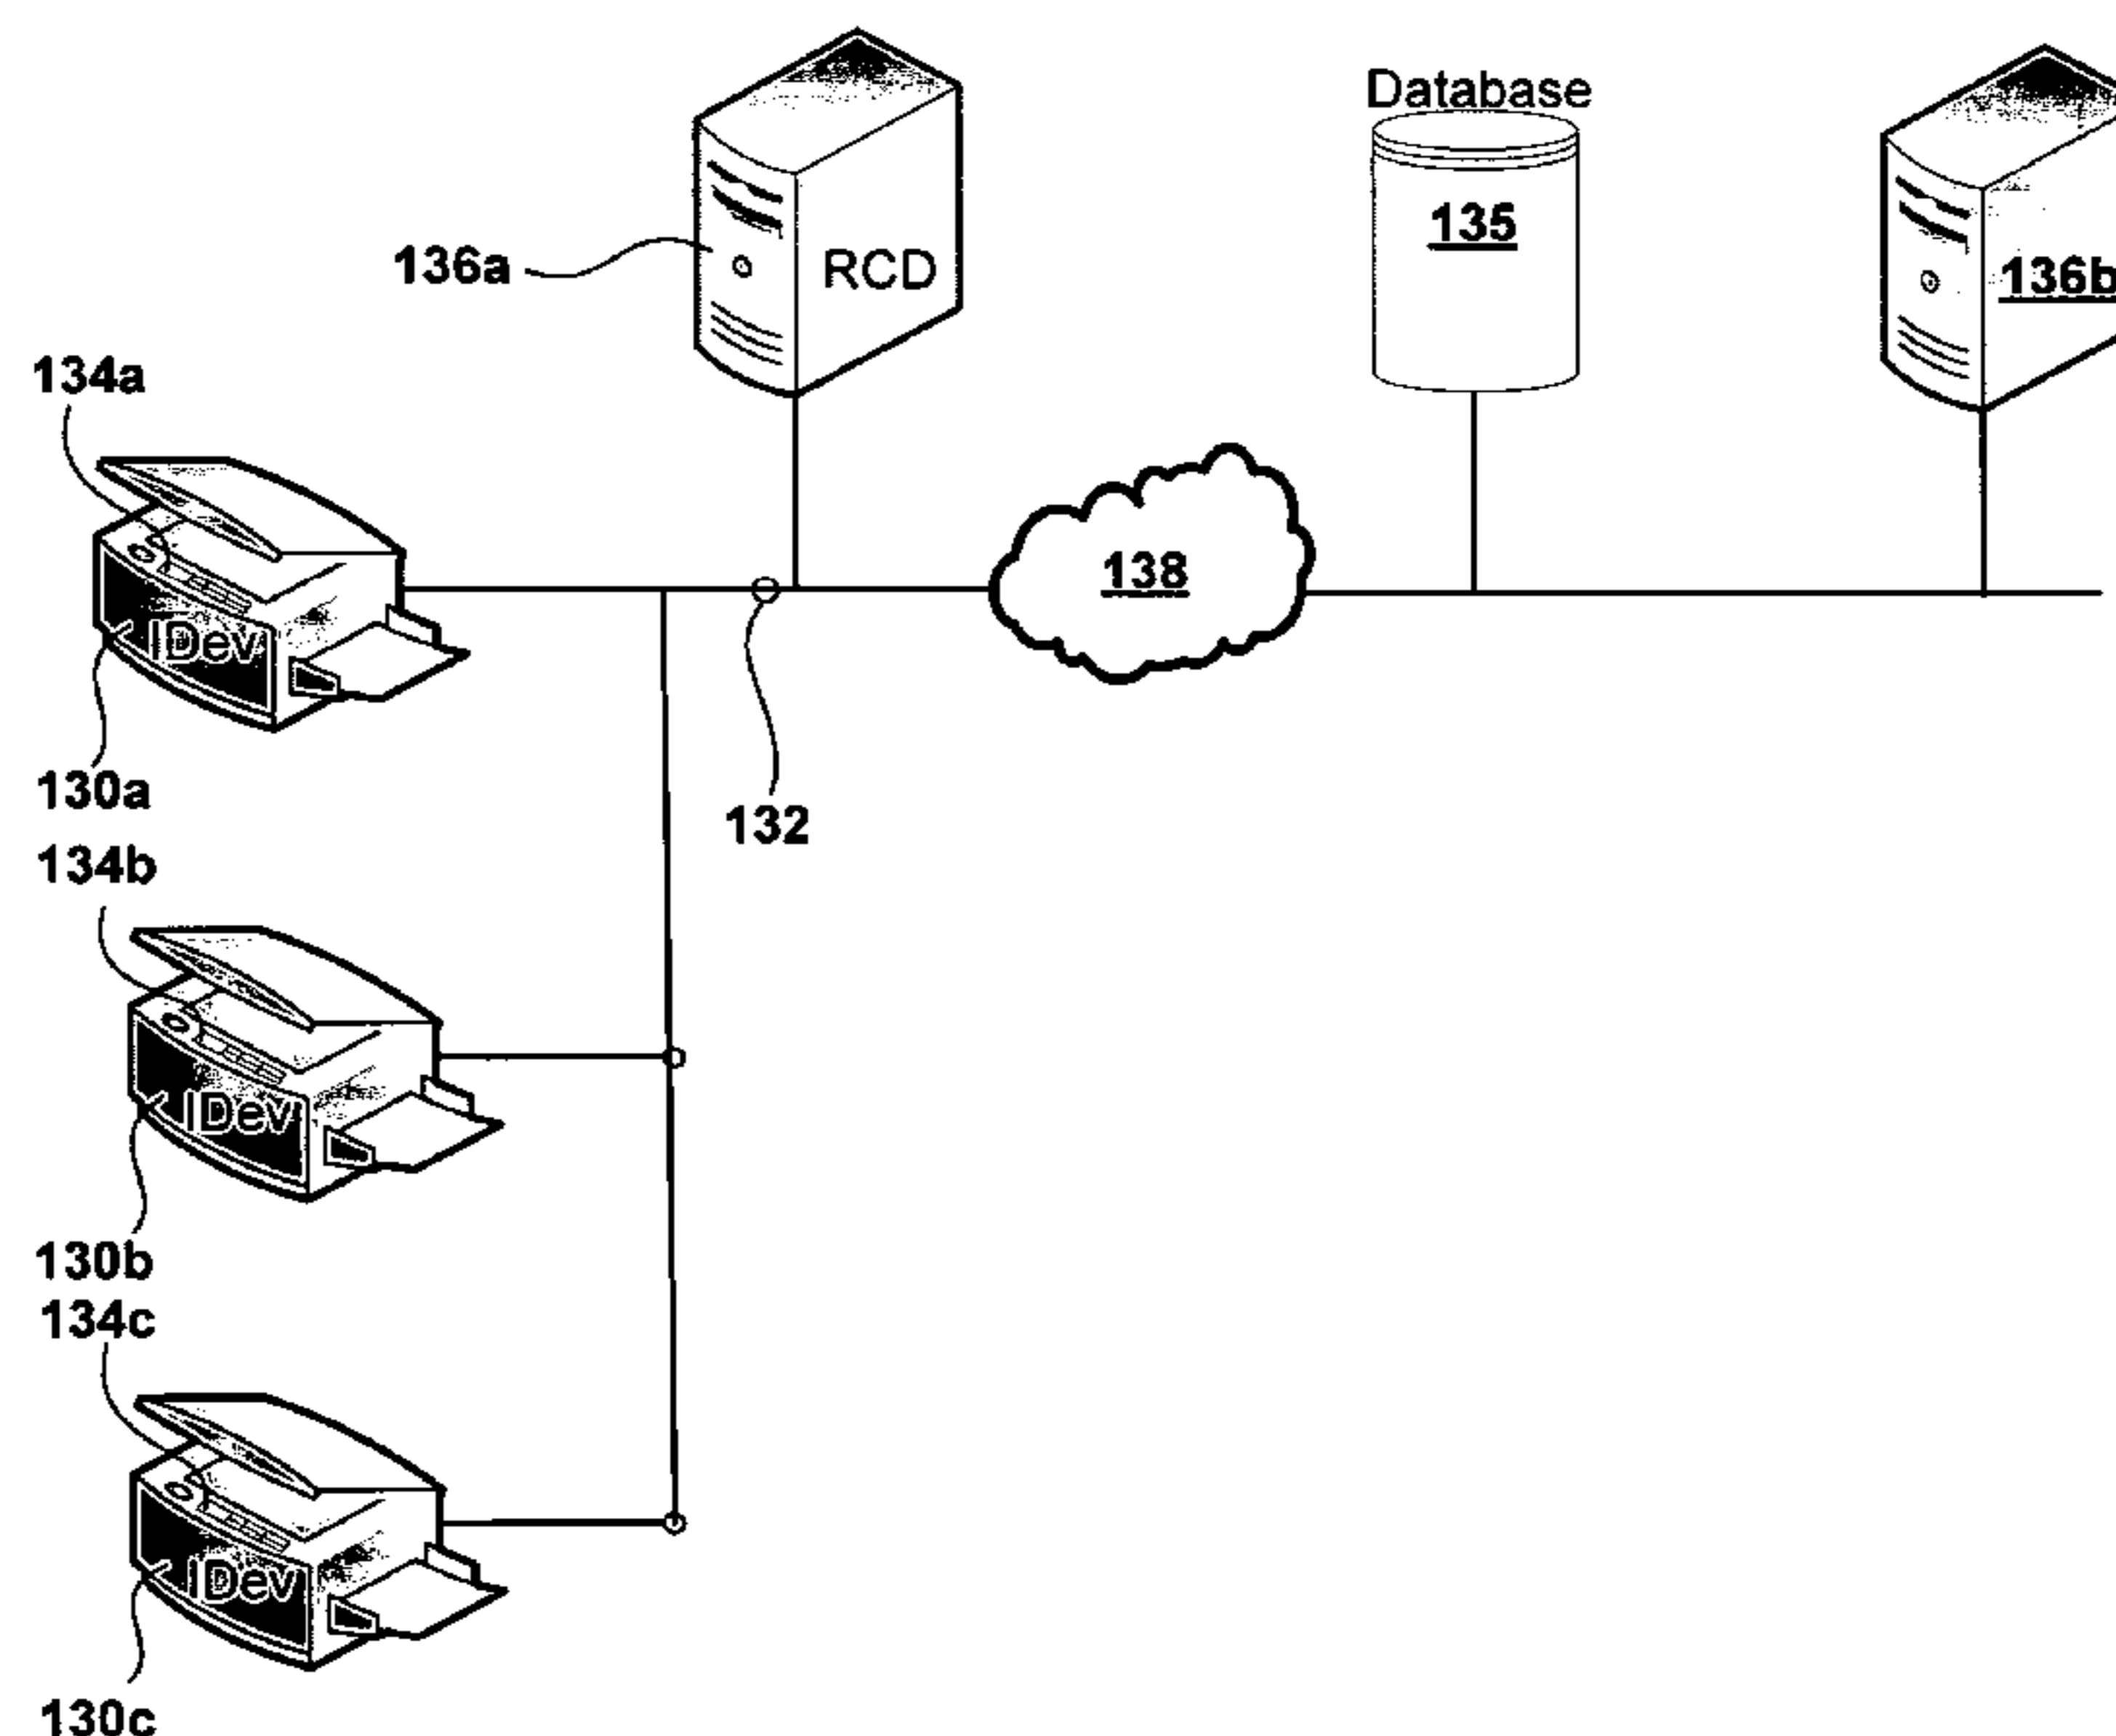 Database
135
136a
RCD
136b
134a
138
IDev
130a
132
134b
IDev
130b
134c
IDev
130c